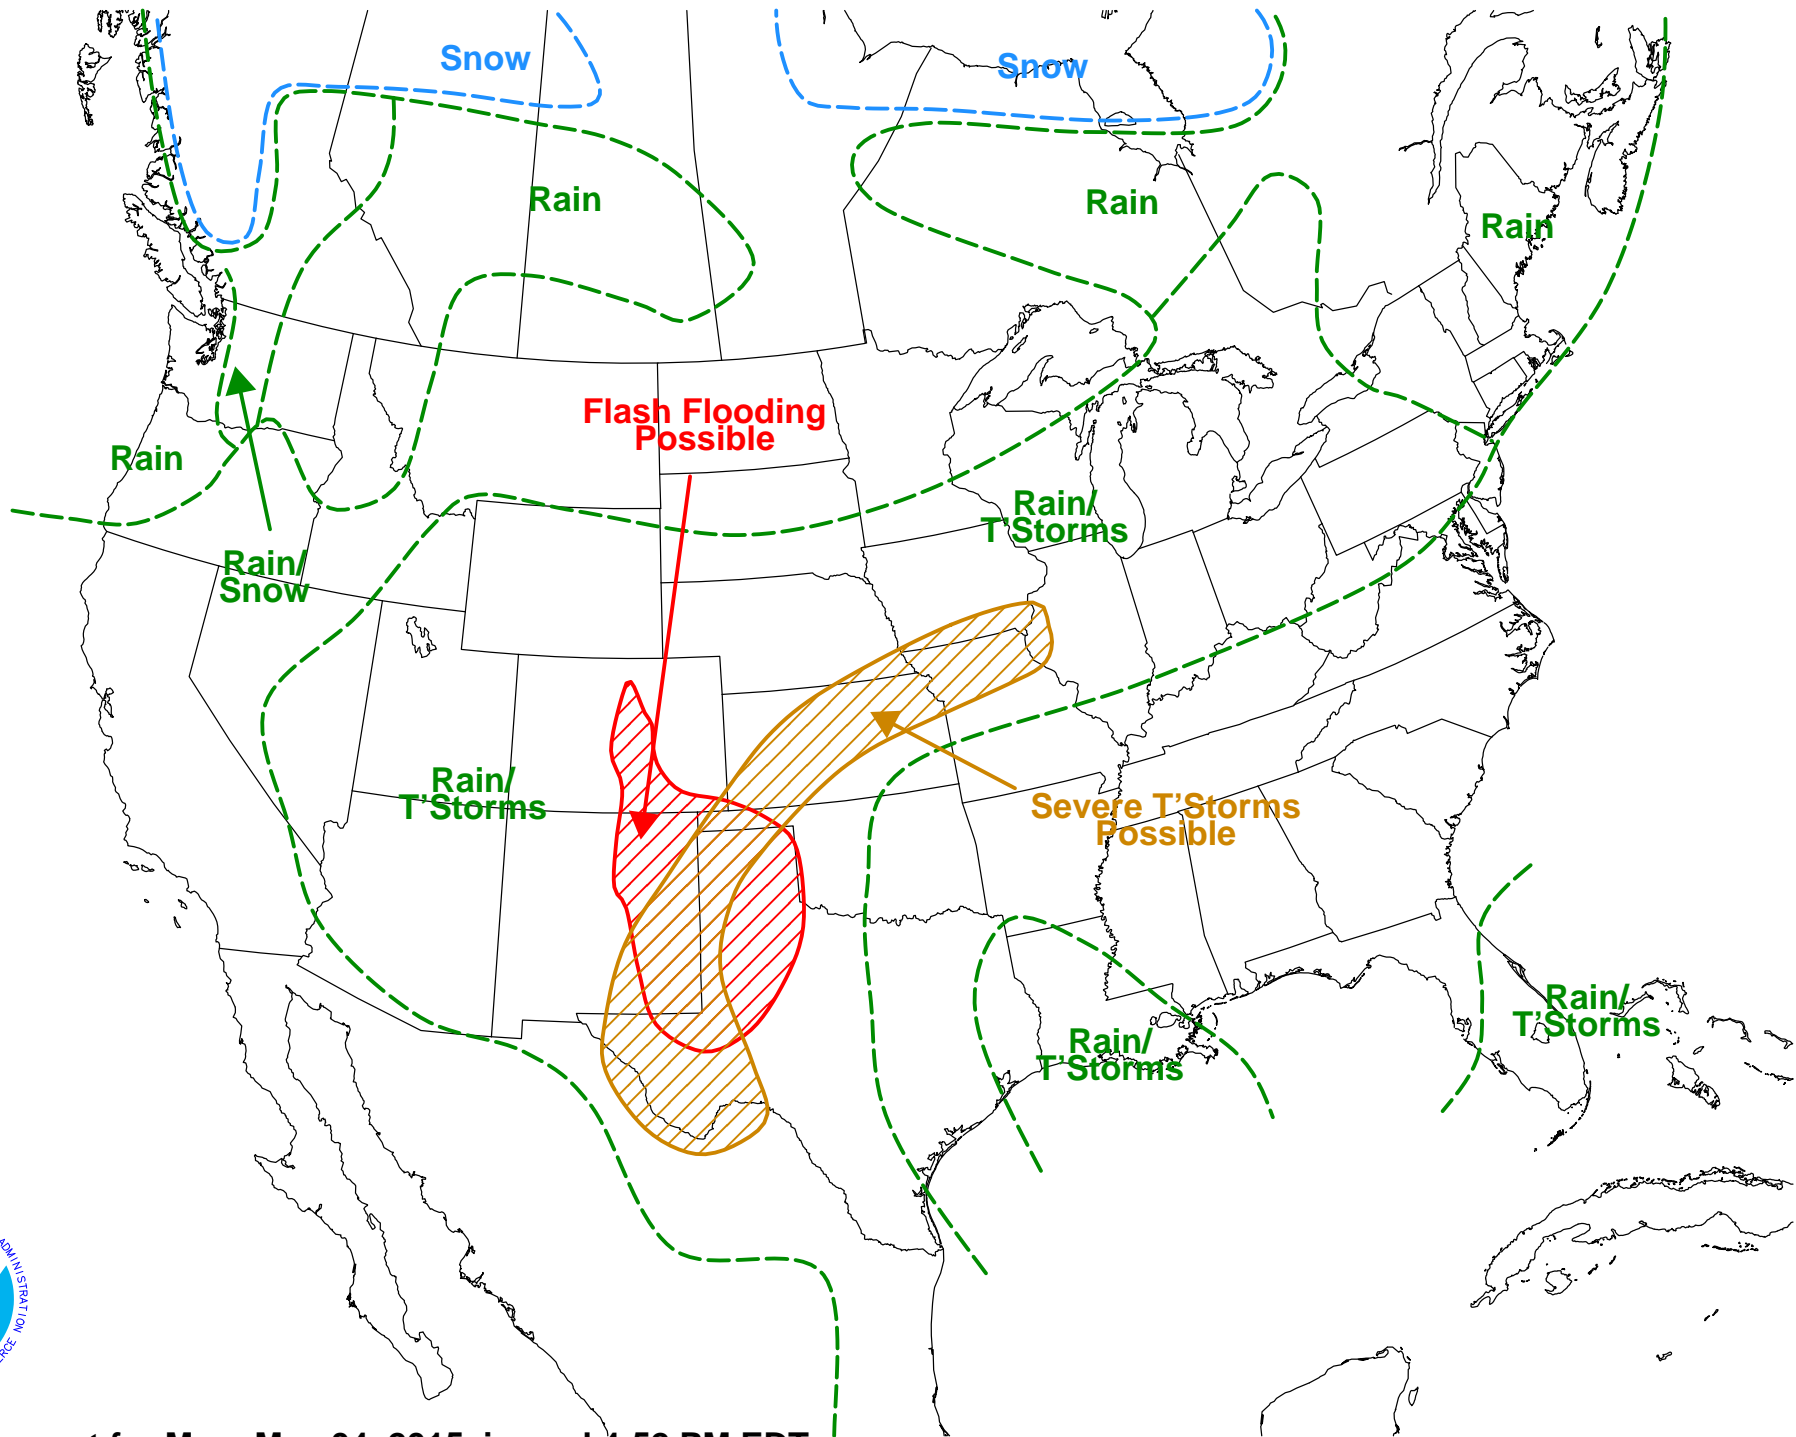 Snow
Snow
Rain
Rain
Rain
Flash Flooding
Possible
Rain
Rain/
T'Storms
Rain/
Snow
Rain/
T'Storms
Severe T'Storms
Possible
Rain/
T'Storms
Rain/
T'Storms
ADMINISTRATION